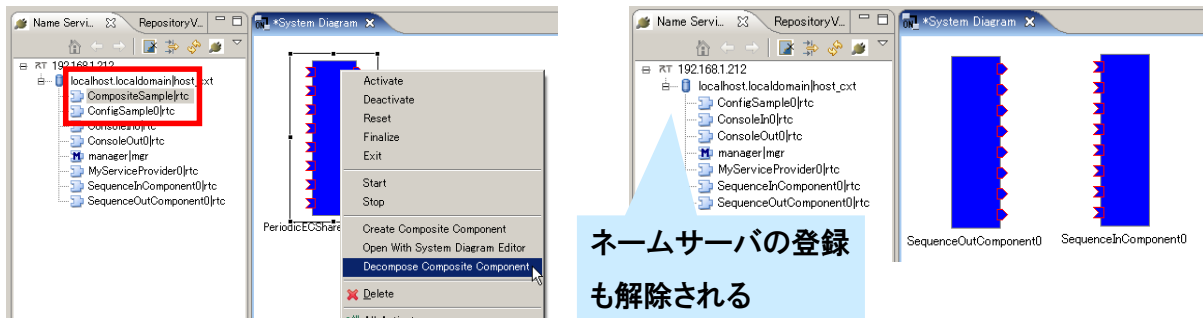 Name Servi..
RepositoryV...
*System Diagram
RT 192.168.1.212
localhost.localdomain|host_cxt
CompositeSample|rtc
ConfigSample0|rtc
ConsoleIn0|rtc
ConsoleOut0|rtc
manager|mgr
MyServiceProvider0|rtc
SequenceInComponent0|rtc
SequenceOutComponent0|rtc
PeriodicECShare
Activate
Deactivate
Reset
Finalize
Exit
Start
Stop
Create Composite Component
Open With System Diagram Editor
Decompose Composite Component
Delete
Name Servi..
RepositoryV...
*System Diagram
RT 192.168.1.212
localhost.localdomain|host_cxt
ConfigSample0|rtc
ConsoleIn0|rtc
ConsoleOut0|rtc
manager|mgr
MyServiceProvider0|rtc
SequenceInComponent0|rtc
SequenceOutComponent0|rtc
ネームサーバの登録
も解除される
SequenceOutComponent0
SequenceInComponent0